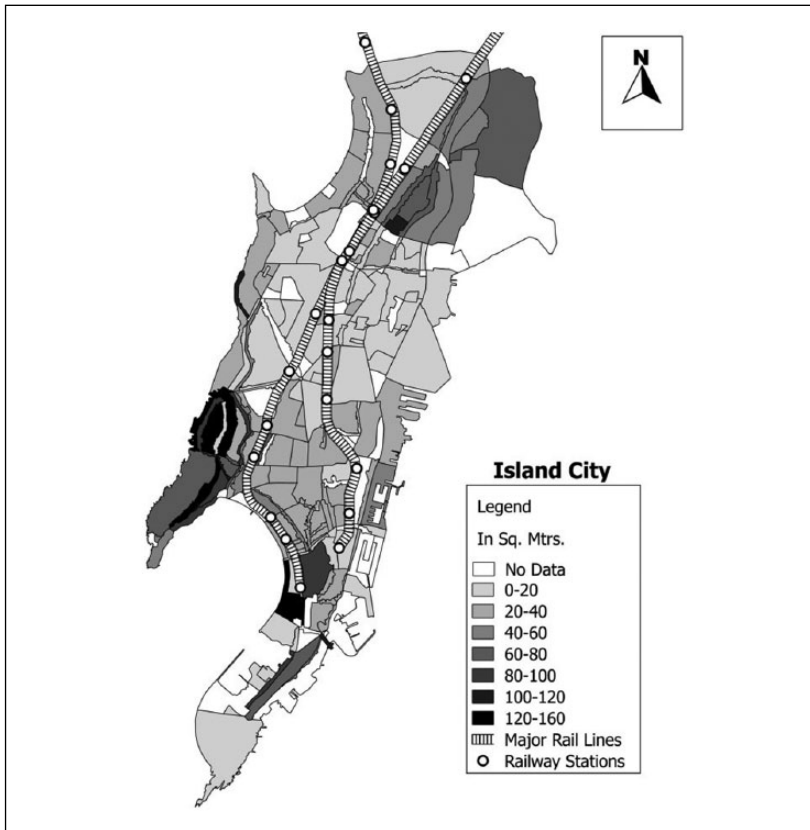 N
Island City
Legend
In Sq. Mtrs.
No Data
0-20
20-40
40-60
60-80
80-100
100-120
120-160
Major Rail Lines
Railway Stations